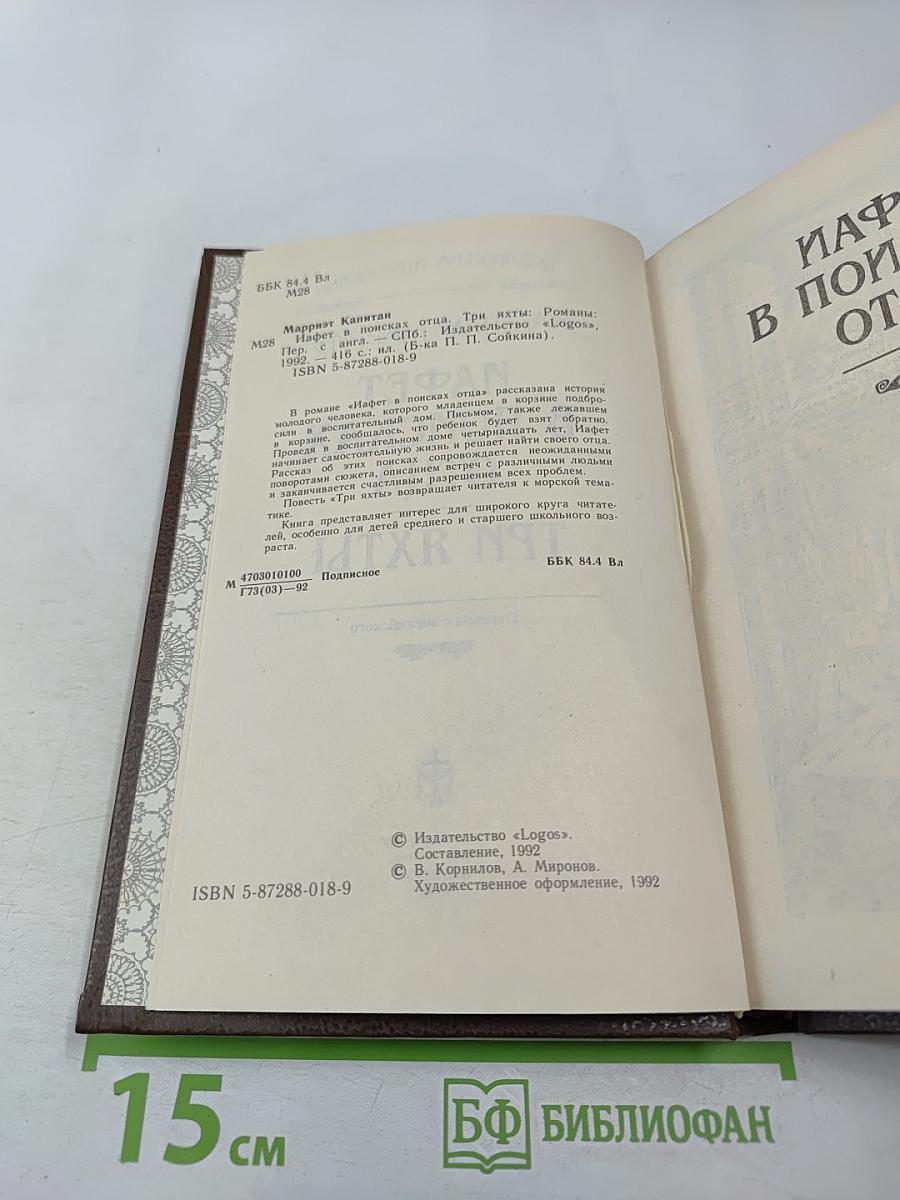 ББК 84.4 Вл
М28
Марриэт Капитан
М28 Иафет в поисках отца. Три яхты: Романы:
Пер. с англ. — СПб.: Издательство «Logos»,
1992. — 416 с.: ил. (Б-ка П. П. Сойкина).
ISBN 5-87288-018-9
В романе «Иафет в поисках отца» рассказана история
молодого человека, которого младенцем в корзине подбро-
сили в воспитательный дом. Письмом, также лежавшем
в корзине, сообщалось, что ребенок будет взят обратно.
Проведя в воспитательном доме четырнадцать лет, Иафет
начинает самостоятельную жизнь и решает найти своего отца.
Рассказ об этих поисках сопровождается неожиданными
поворотами сюжета, описанием встреч с различными людьми
и заканчивается счастливым разрешением всех проблем.
Повесть «Три яхты» возвращает читателя к морской тема-
тике.
Книга представляет интерес для широкого круга читате-
лей, особенно для детей среднего и старшего школьного воз-
раста.
ББК 84.4 Вл
М 4703010100 Подписное
Г73(03)—92
© Издательство «Logos».
Составление, 1992
© В. Корнилов, А. Миронов.
Художественное оформление, 1992
ISBN 5-87288-018-9
ИАФ
В ПОИ
ОТ
15 см
БФ БИБЛИОФАН